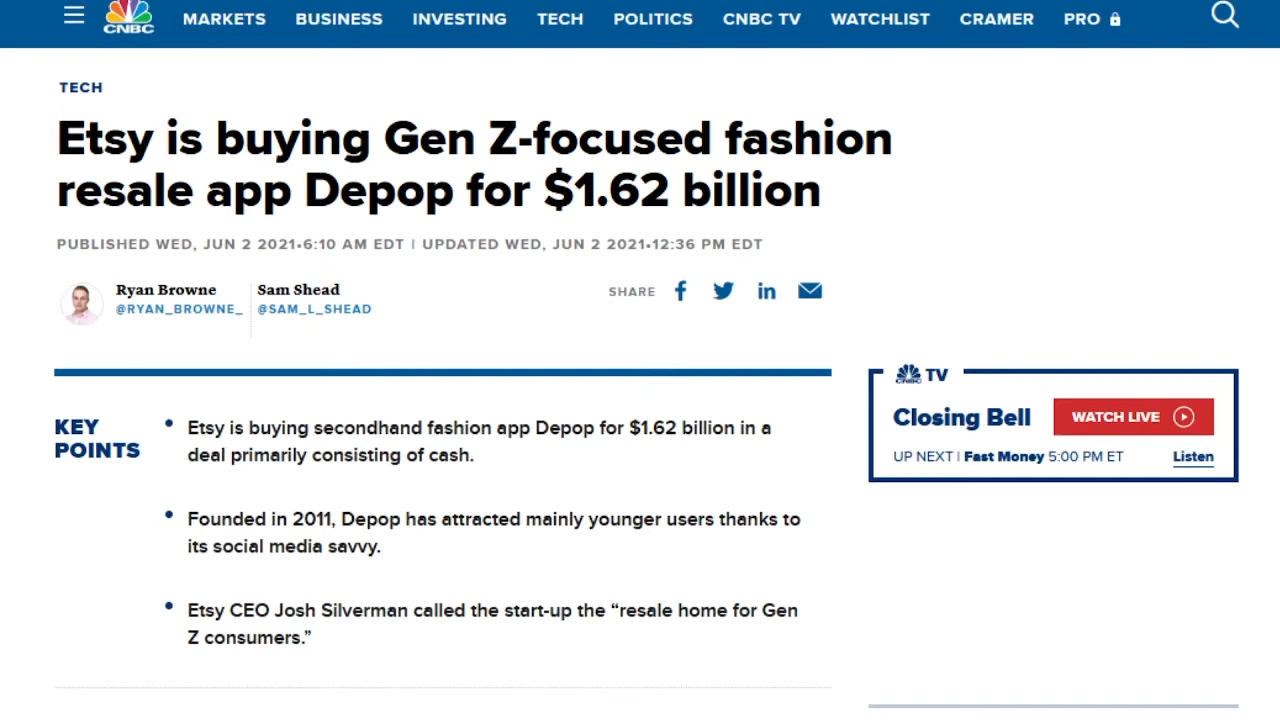 CNBC
MARKETS BUSINESS INVESTING TECH POLITICS CNBC TV WATCHLIST CRAMER PRO
TECH
Etsy is buying Gen Z-focused fashion
resale app Depop for $1.62 billion
PUBLISHED WED, JUN 2 2021•6:10 AM EDT | UPDATED WED, JUN 2 2021•12:36 PM EDT
Ryan Browne
@RYAN_BROWNE_
Sam Shead
@SAM_L_SHEAD
SHARE
KEY
POINTS
Etsy is buying secondhand fashion app Depop for $1.62 billion in a
deal primarily consisting of cash.
Founded in 2011, Depop has attracted mainly younger users thanks to
its social media savvy.
Etsy CEO Josh Silverman called the start-up the “resale home for Gen
Z consumers.”
CNBC TV
Closing Bell
WATCH LIVE
UP NEXT | Fast Money 5:00 PM ET
Listen